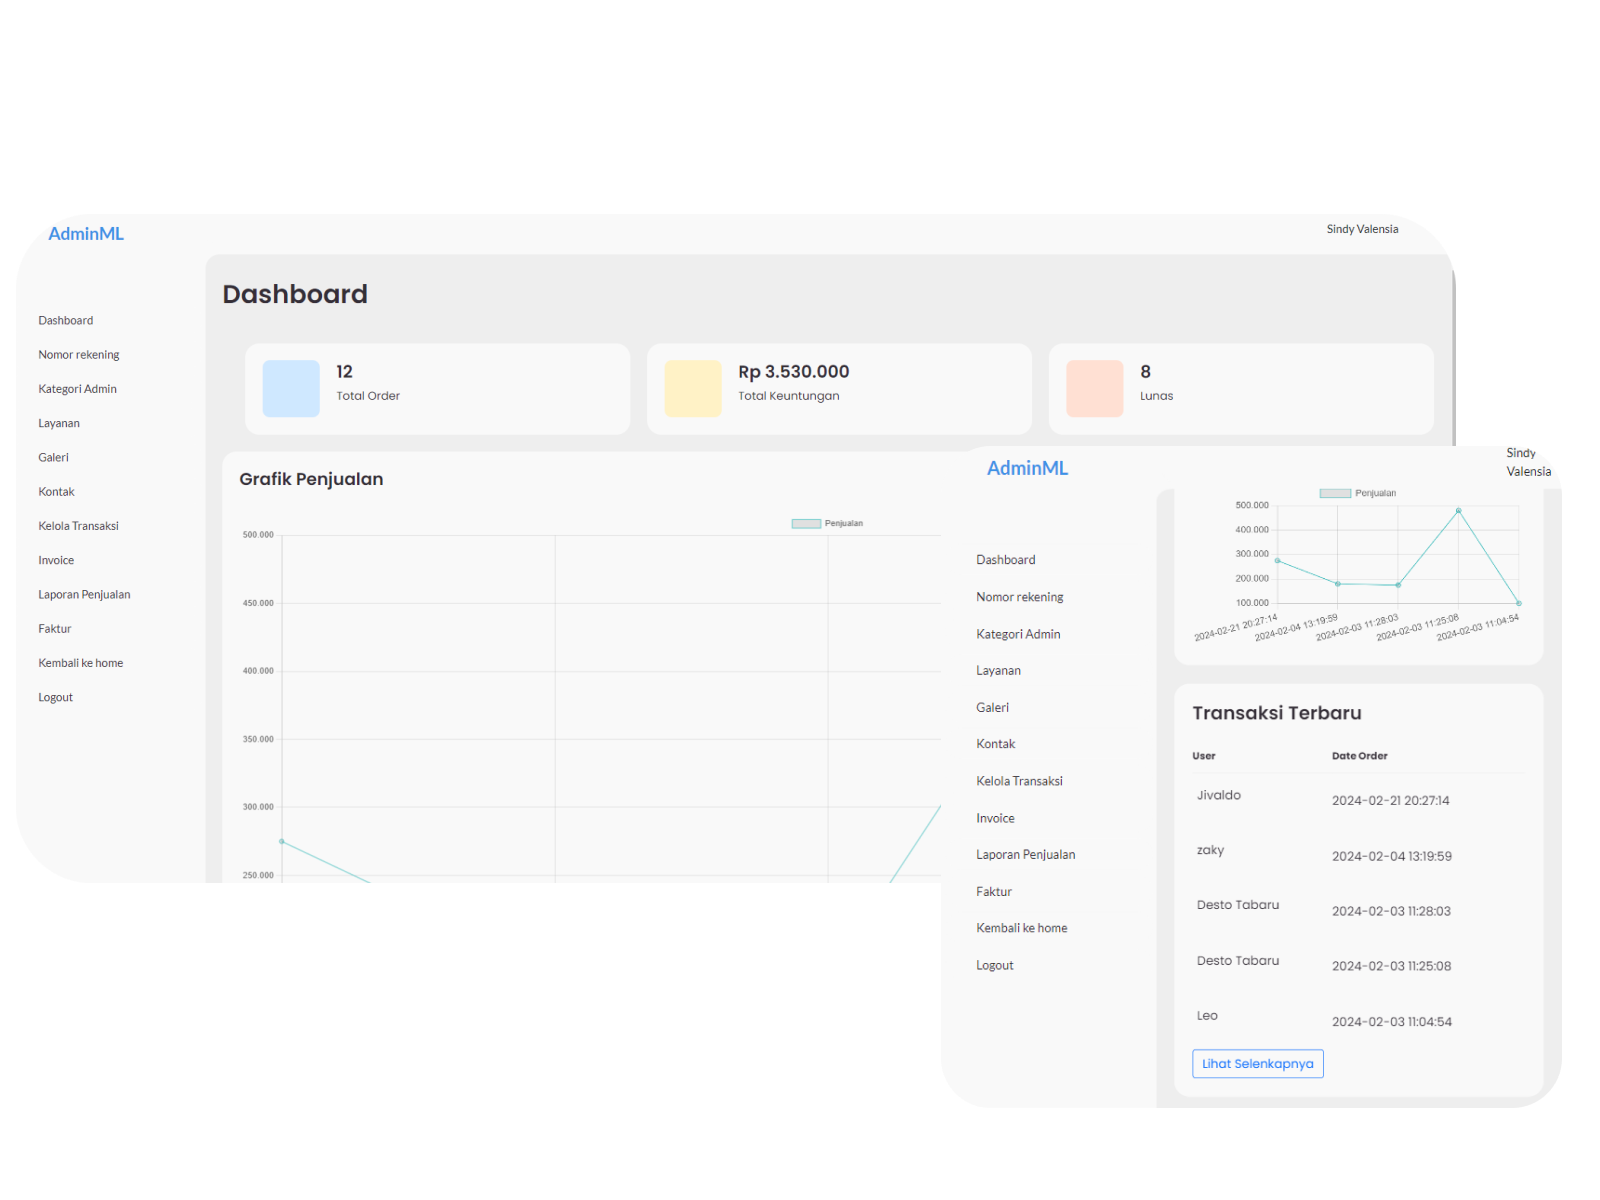 AdminML
Sindy Valensia
Dashboard
Nomor rekening
Kategori Admin
Layanan
Galeri
Kontak
Kelola Transaksi
Invoice
Laporan Penjualan
Faktur
Kembali ke home
Logout
Dashboard
12
Total Order
Rp 3.530.000
Total Keuntungan
8
Lunas
Grafik Penjualan
Penjualan
500.000
450.000
400.000
350.000
300.000
250.000
AdminML
Sindy
Valensia
Dashboard
Nomor rekening
Kategori Admin
Layanan
Galeri
Kontak
Kelola Transaksi
Invoice
Laporan Penjualan
Faktur
Kembali ke home
Logout
Penjualan
500.000
400.000
300.000
200.000
100.000
2024-02-21 20:27:14
2024-02-04 13:19:59
2024-02-03 11:28:03
2024-02-03 11:25:08
2024-02-03 11:04:54
Transaksi Terbaru
User Date Order
Jivaldo 2024-02-21 20:27:14
zaky 2024-02-04 13:19:59
Desto Tabaru 2024-02-03 11:28:03
Desto Tabaru 2024-02-03 11:25:08
Leo 2024-02-03 11:04:54
Lihat Selenkapnya